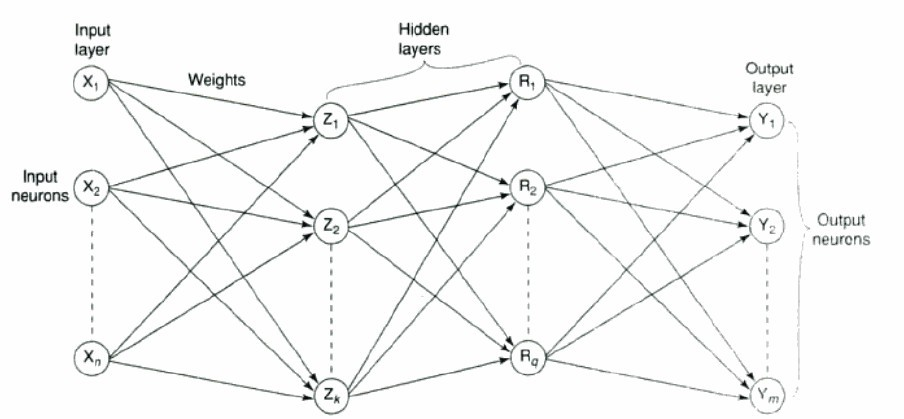 Input
layer
Hidden
layers
Weights
Output
layer
X1
R1
Z1
Y1
Input
neurons
X2
R2
Z2
Y2
Output
neurons
Xn
Rq
Zk
Ym